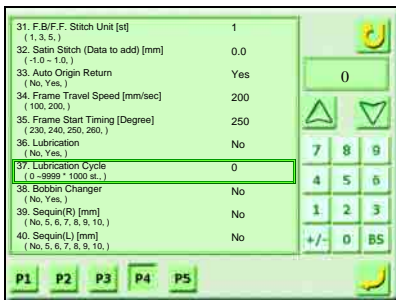 31. F.B/F.F. Stitch Unit [st] 1
( 1, 3, 5, )
32. Satin Stitch (Data to add) [mm] 0.0
( -1.0 ~ 1.0, )
33. Auto Origin Return Yes
( No, Yes, )
34. Frame Travel Speed [mm/sec] 200
( 100, 200, )
35. Frame Start Timing [Degree] 250
( 230, 240, 250, 260, )
36. Lubrication No
( No, Yes, )
37. Lubrication Cycle 0
( 0 ~9999 * 1000 st., )
38. Bobbin Changer No
( No, Yes, )
39. Sequin(R) [mm] No
( No, 5, 6, 7, 8, 9, 10, )
40. Sequin(L) [mm] No
( No, 5, 6, 7, 8, 9, 10, )
0
7 8 9
4 5 6
1 2 3
+/- 0 BS
P1 P2 P3 P4 P5